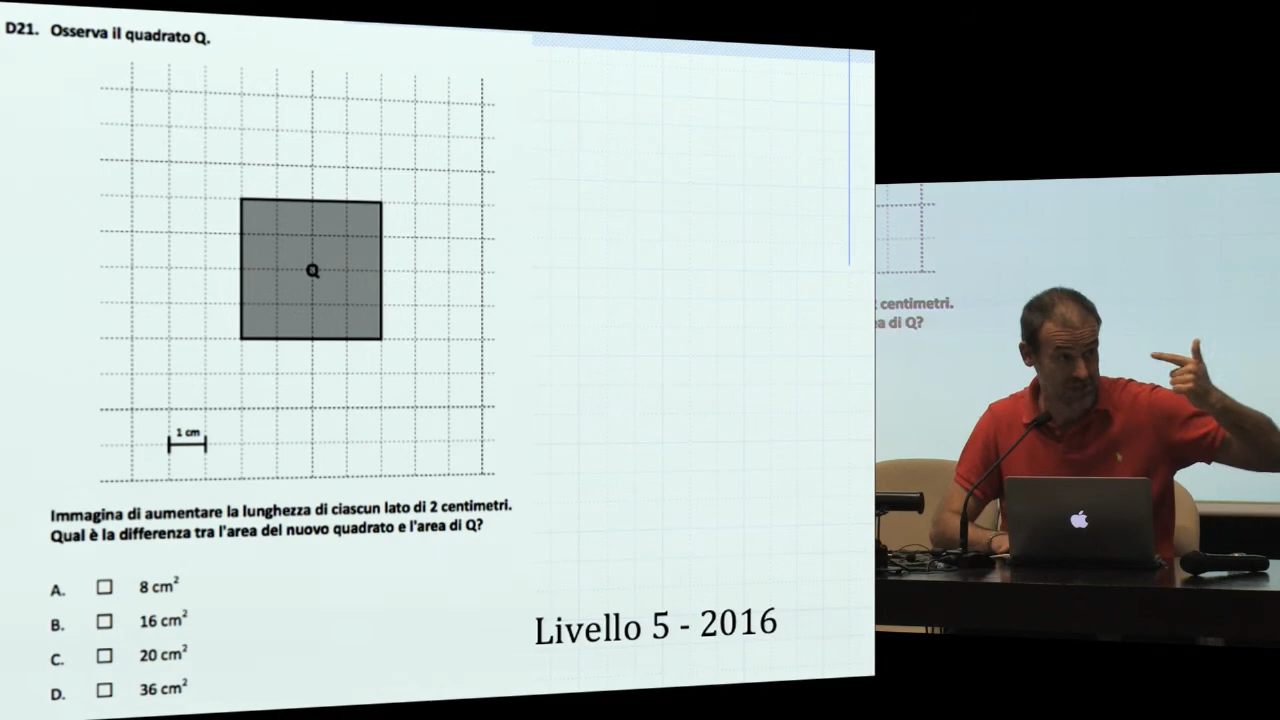 D21. Osserva il quadrato Q.
Q
1 cm
Immagina di aumentare la lunghezza di ciascun lato di 2 centimetri.
Qual è la differenza tra l'area del nuovo quadrato e l'area di Q?
A. ☐ 8 cm²
B. ☐ 16 cm²
C. ☐ 20 cm²
D. ☐ 36 cm²
Livello 5 - 2016
centimetri.
di Q?